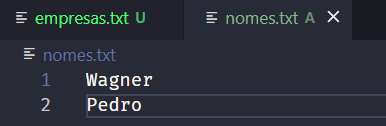 empresas.txt U nomes.txt A ×
nomes.txt
1 Wagner
2 Pedro